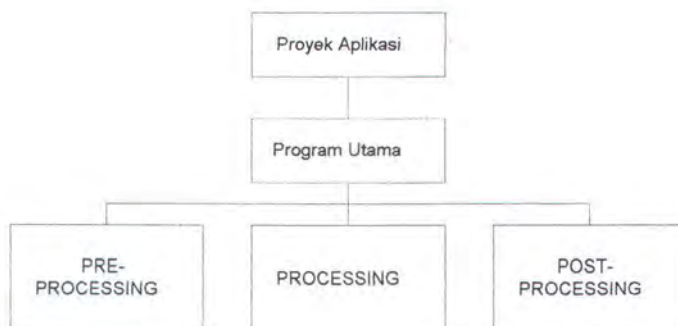 Proyek Aplikasi
Program Utama
PRE-
PROCESSING
PROCESSING
POST-
PROCESSING